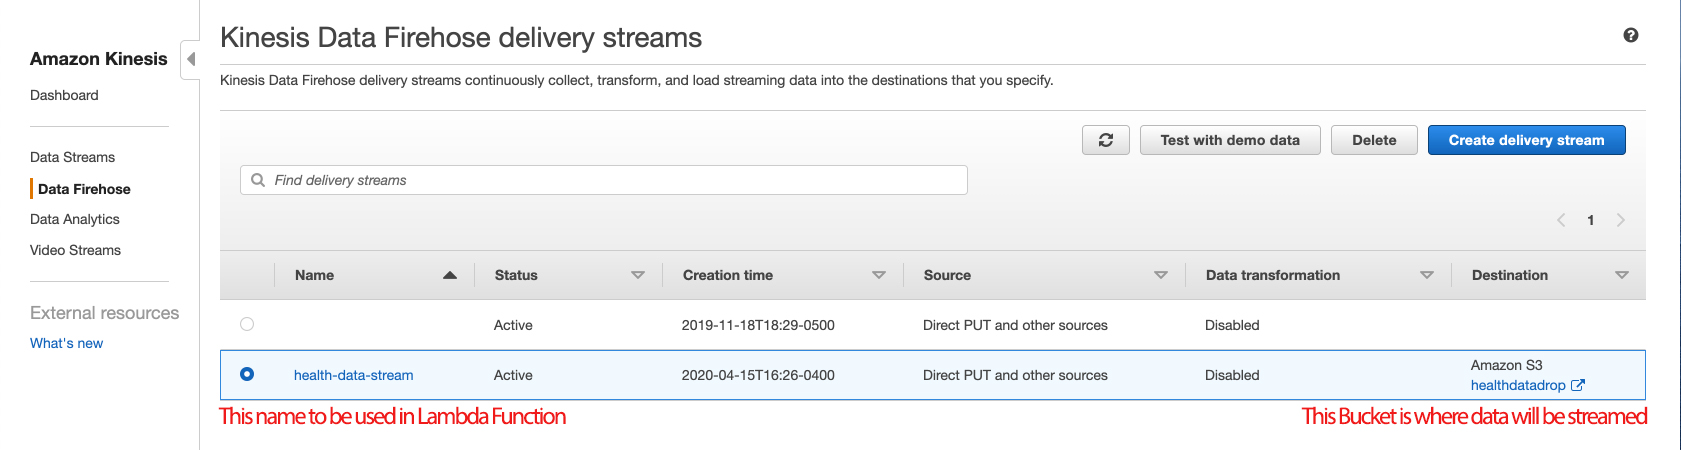 Amazon Kinesis
Dashboard
Data Streams
Data Firehose
Data Analytics
Video Streams
External resources
What's new
Kinesis Data Firehose delivery streams
Kinesis Data Firehose delivery streams continuously collect, transform, and load streaming data into the destinations that you specify.
Test with demo data Delete Create delivery stream
Find delivery streams
1
Name Status Creation time Source Data transformation Destination
Active 2019-11-18T18:29-0500 Direct PUT and other sources Disabled
health-data-stream Active 2020-04-15T16:26-0400 Direct PUT and other sources Disabled Amazon S3
healthdatadrop
This name to be used in Lambda Function This Bucket is where data will be streamed